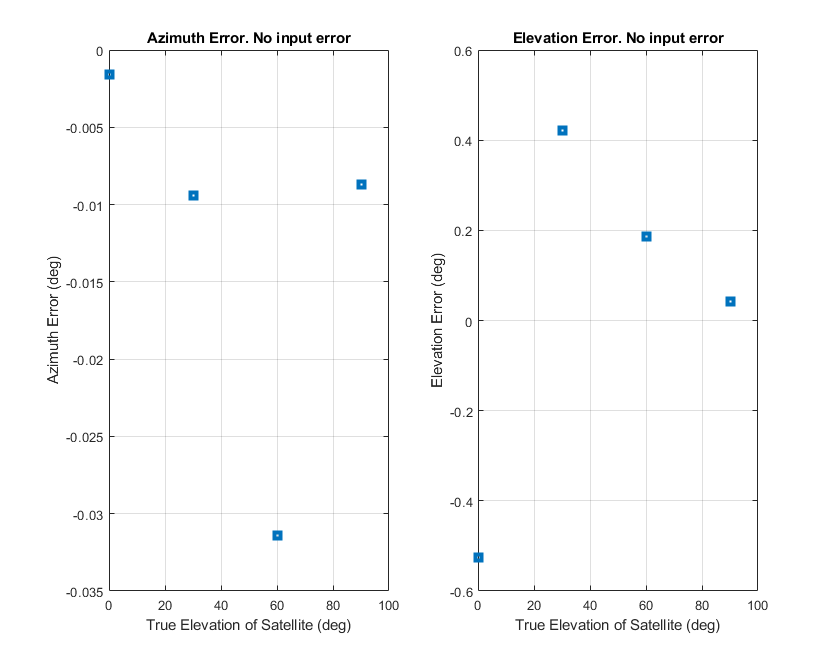 Azimuth Error. No input error
0
-0.005
-0.01
-0.015
-0.02
-0.025
-0.03
-0.035
Azimuth Error (deg)
0 20 40 60 80 100
True Elevation of Satellite (deg)
Elevation Error. No input error
0.6
0.4
0.2
0
-0.2
-0.4
-0.6
Elevation Error (deg)
0 20 40 60 80 100
True Elevation of Satellite (deg)